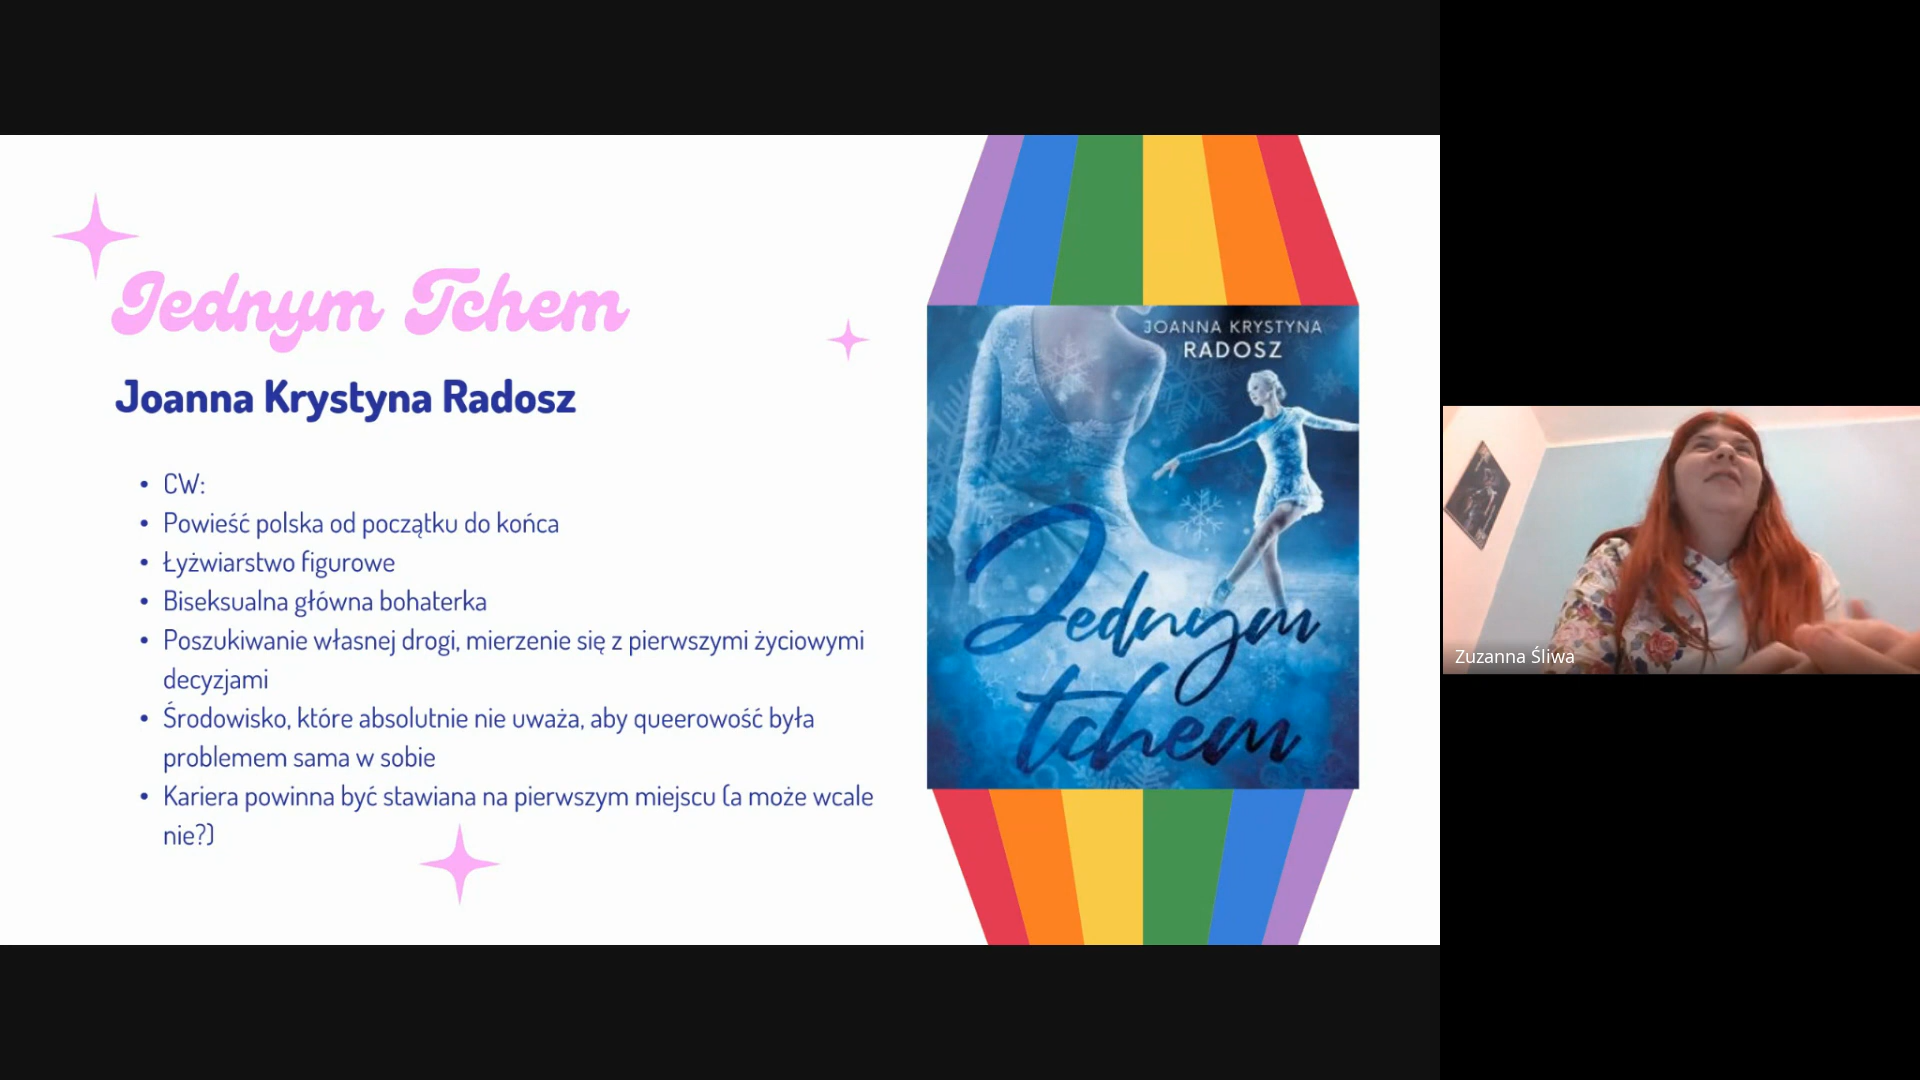 Jednym Tchem
Joanna Krystyna Radosz
• CW:
• Powieść polska od początku do końca
• Łyżwiarstwo figurowe
• Biseksualna główna bohaterka
• Poszukiwanie własnej drogi, mierzenie się z pierwszymi życiowymi
decyzjami
• Środowisko, które absolutnie nie uważa, aby queerowość była
problemem sama w sobie
• Kariera powinna być stawiana na pierwszym miejscu (a może wcale
nie?)
JOANNA KRYSTYNA
RADOSZ
Jednym
tchem
Zuzanna Śliwa